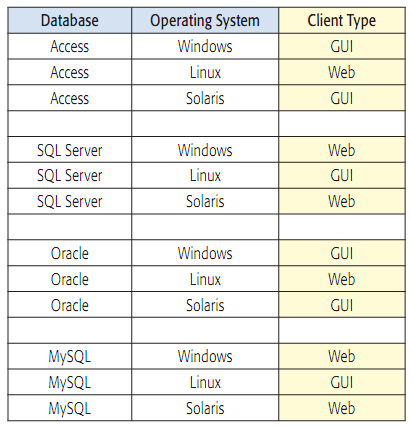 Database Operating System Client Type
Access Windows GUI
Access Linux Web
Access Solaris GUI
SQL Server Windows Web
SQL Server Linux GUI
SQL Server Solaris Web
Oracle Windows GUI
Oracle Linux Web
Oracle Solaris GUI
MySQL Windows Web
MySQL Linux GUI
MySQL Solaris Web